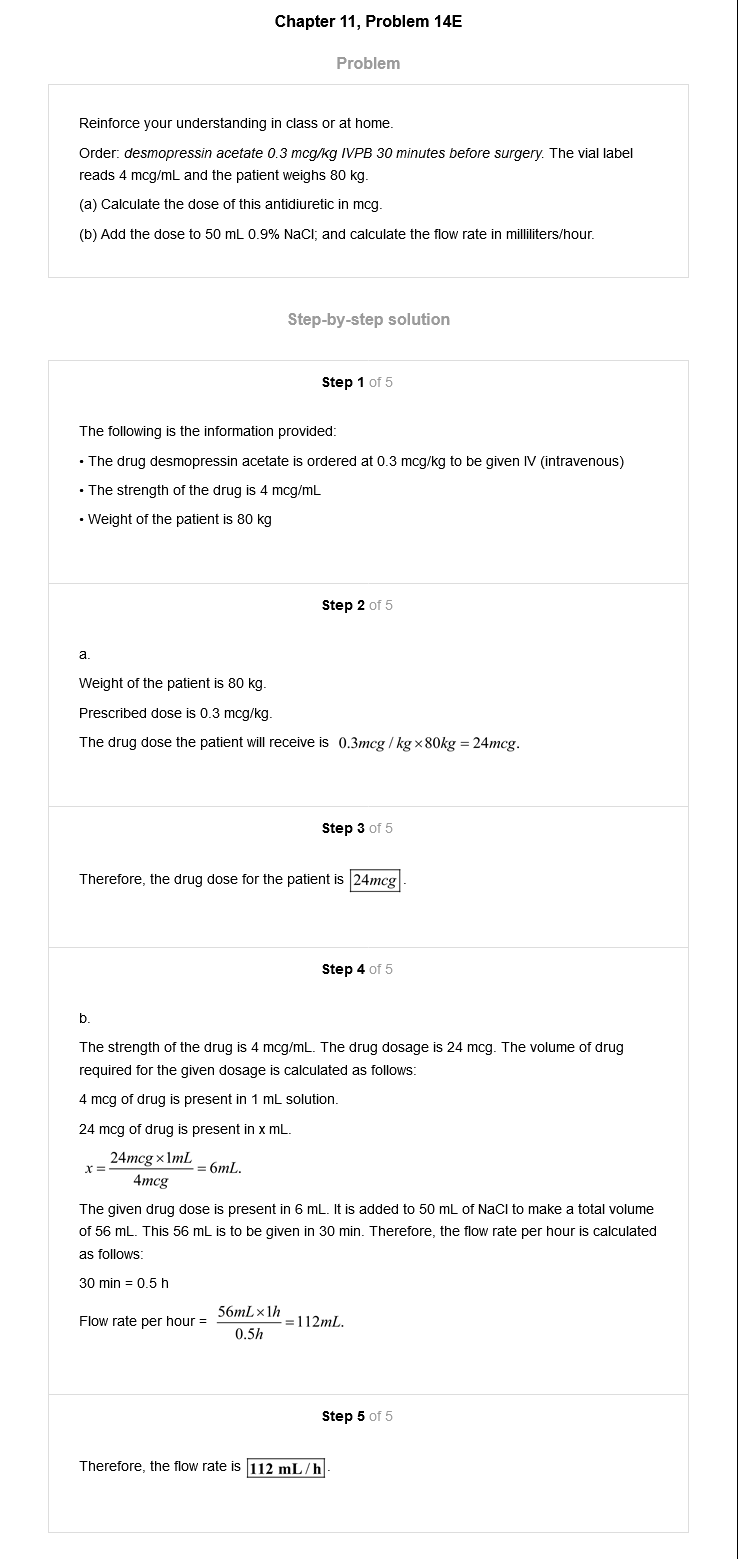 Chapter 11, Problem 14E
Problem
Reinforce your understanding in class or at home.
Order: desmopressin acetate 0.3 mcg/kg IVPB 30 minutes before surgery. The vial label
reads 4 mcg/mL and the patient weighs 80 kg.
(a) Calculate the dose of this antidiuretic in mcg.
(b) Add the dose to 50 mL 0.9% NaCl; and calculate the flow rate in milliliters/hour.
Step-by-step solution
Step 1 of 5
The following is the information provided:
• The drug desmopressin acetate is ordered at 0.3 mcg/kg to be given IV (intravenous)
• The strength of the drug is 4 mcg/mL
• Weight of the patient is 80 kg
Step 2 of 5
a.
Weight of the patient is 80 kg.
Prescribed dose is 0.3 mcg/kg.
The drug dose the patient will receive is 0.3mcg / kg × 80kg = 24mcg.
Step 3 of 5
Therefore, the drug dose for the patient is 24mcg.
Step 4 of 5
b.
The strength of the drug is 4 mcg/mL. The drug dosage is 24 mcg. The volume of drug
required for the given dosage is calculated as follows:
4 mcg of drug is present in 1 mL solution.
24 mcg of drug is present in x mL.
x = 24mcg × 1mL / 4mcg = 6mL.
The given drug dose is present in 6 mL. It is added to 50 mL of NaCl to make a total volume
of 56 mL. This 56 mL is to be given in 30 min. Therefore, the flow rate per hour is calculated
as follows:
30 min = 0.5 h
Flow rate per hour = 56mL × 1h / 0.5h = 112mL.
Step 5 of 5
Therefore, the flow rate is 112 mL / h.